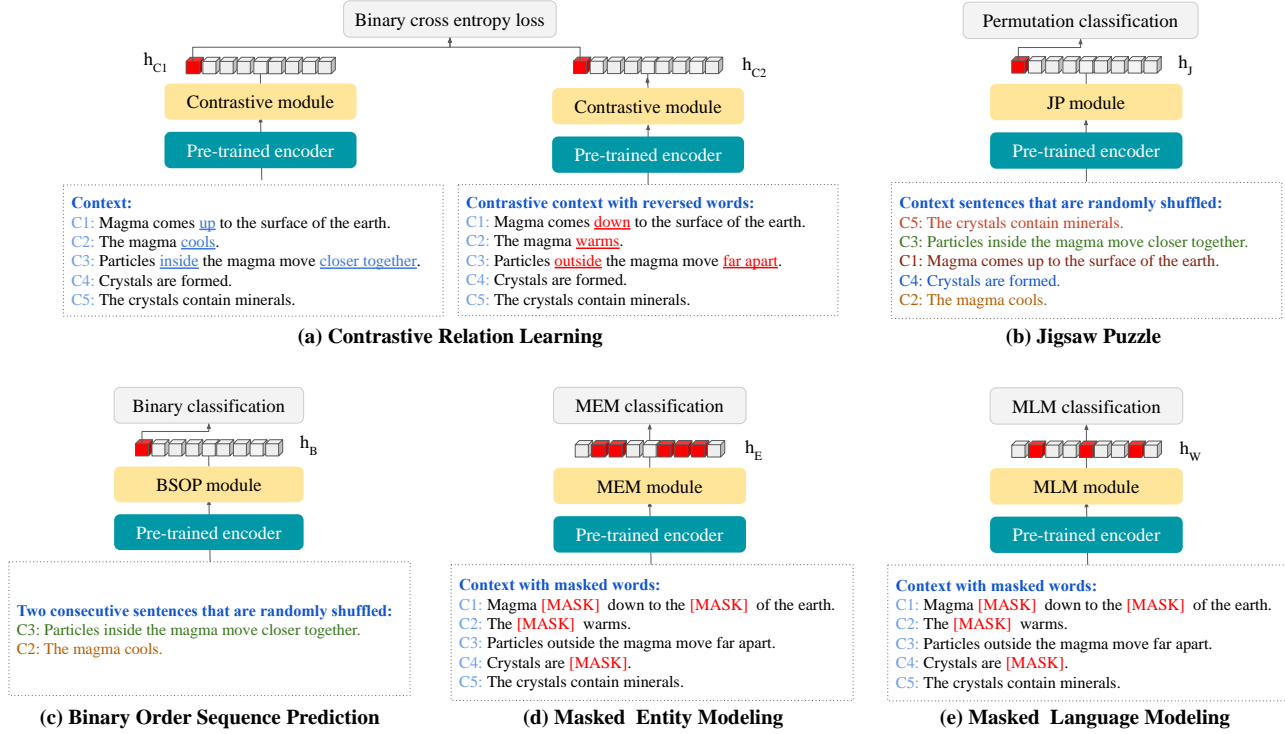 Binary cross entropy loss
h_C1
h_C2
Contrastive module
Contrastive module
Pre-trained encoder
Pre-trained encoder
Context:
C1: Magma comes up to the surface of the earth.
C2: The magma cools.
C3: Particles inside the magma move closer together.
C4: Crystals are formed.
C5: The crystals contain minerals.
Contrastive context with reversed words:
C1: Magma comes down to the surface of the earth.
C2: The magma warms.
C3: Particles outside the magma move far apart.
C4: Crystals are formed.
C5: The crystals contain minerals.
(a) Contrastive Relation Learning
Permutation classification
h_J
JP module
Pre-trained encoder
Context sentences that are randomly shuffled:
C5: The crystals contain minerals.
C3: Particles inside the magma move closer together.
C1: Magma comes up to the surface of the earth.
C4: Crystals are formed.
C2: The magma cools.
(b) Jigsaw Puzzle
Binary classification
h_B
BSOP module
Pre-trained encoder
Two consecutive sentences that are randomly shuffled:
C3: Particles inside the magma move closer together.
C2: The magma cools.
(c) Binary Order Sequence Prediction
MEM classification
h_E
MEM module
Pre-trained encoder
Context with masked words:
C1: Magma [MASK] down to the [MASK] of the earth.
C2: The [MASK] warms.
C3: Particles outside the magma move far apart.
C4: Crystals are [MASK].
C5: The crystals contain minerals.
(d) Masked Entity Modeling
MLM classification
h_W
MLM module
Pre-trained encoder
Context with masked words:
C1: Magma [MASK] down to the [MASK] of the earth.
C2: The [MASK] warms.
C3: Particles outside the magma move far apart.
C4: Crystals are [MASK].
C5: The crystals contain minerals.
(e) Masked Language Modeling